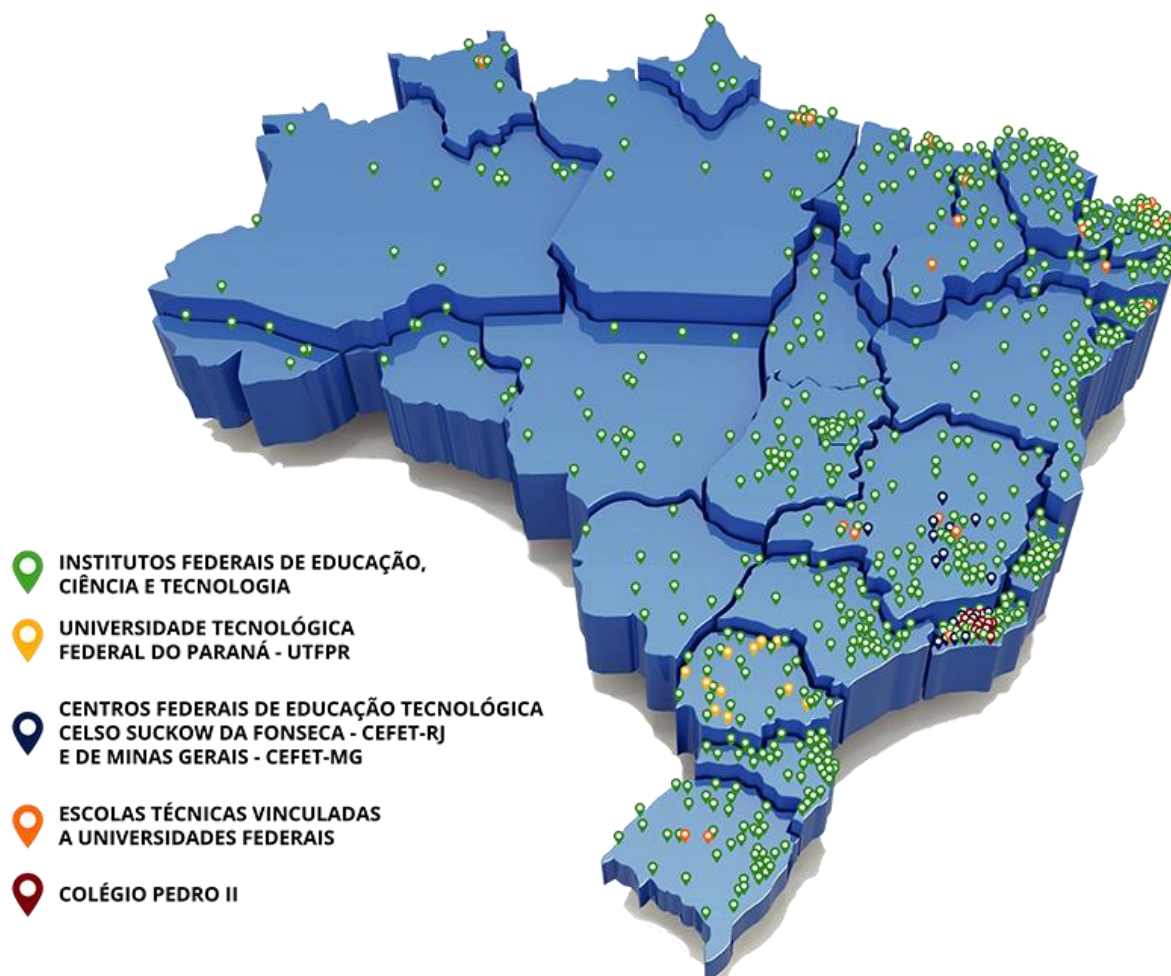 INSTITUTOS FEDERAIS DE EDUCAÇÃO,
CIÊNCIA E TECNOLOGIA
UNIVERSIDADE TECNOLÓGICA
FEDERAL DO PARANÁ - UTFPR
CENTROS FEDERAIS DE EDUCAÇÃO TECNOLÓGICA
CELSO SUCKOW DA FONSECA - CEFET-RJ
E DE MINAS GERAIS - CEFET-MG
ESCOLAS TÉCNICAS VINCULADAS
A UNIVERSIDADES FEDERAIS
COLÉGIO PEDRO II